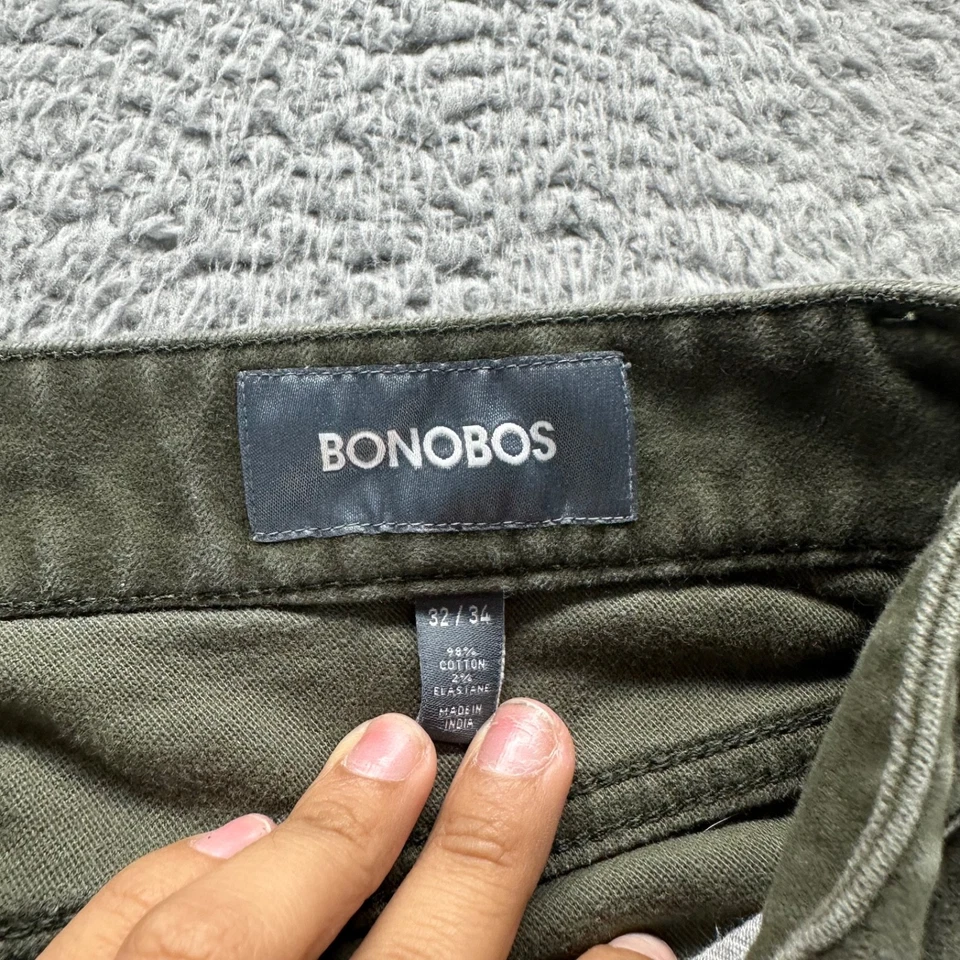 BONOBOS
32 / 34
98%
COTTON
2%
ELASTANE
MADE IN
INDIA